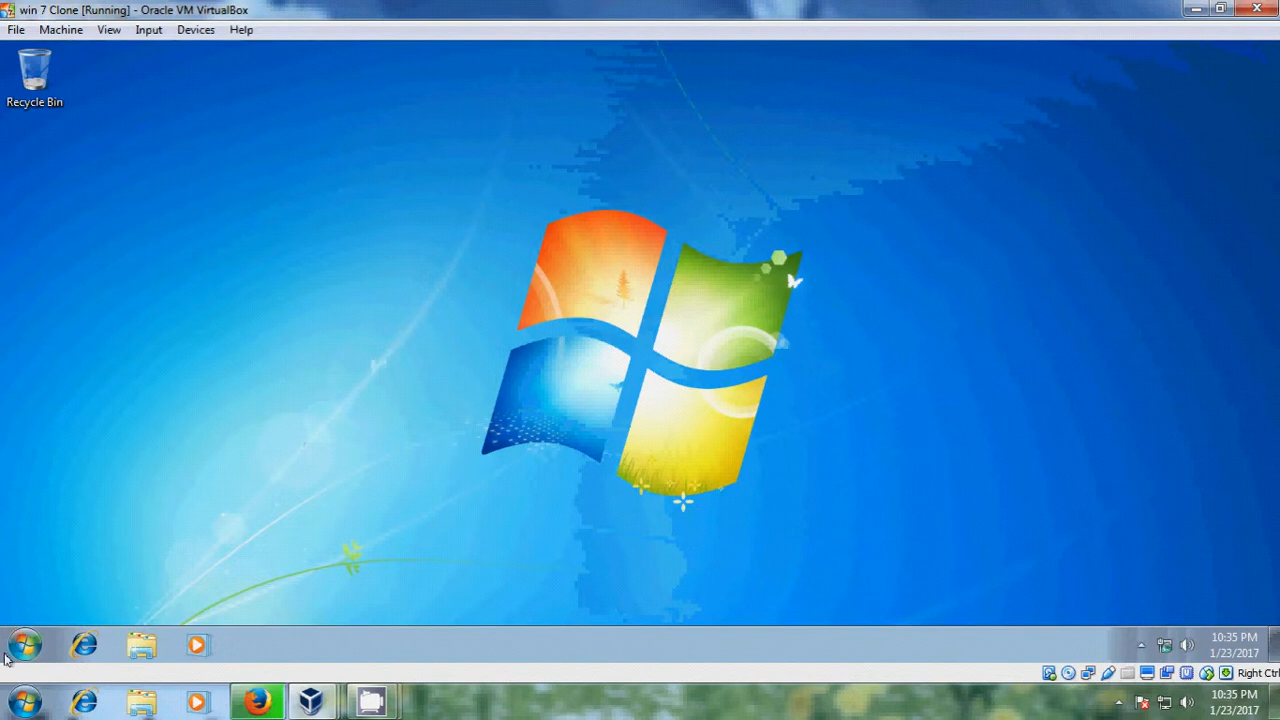 win 7 Clone [Running] - Oracle VM VirtualBox
File Machine View Input Devices Help
Recycle Bin
10:35 PM
1/23/2017
Right Ctrl
10:35 PM
1/23/2017